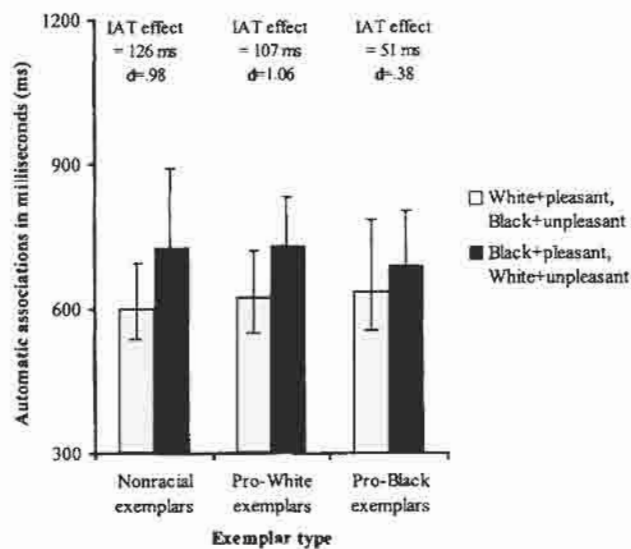 1200
900
600
300
Automatic associations in milliseconds (ms)
IAT effect
= 126 ms
d=.98
IAT effect
= 107 ms
d=1.06
IAT effect
= 51 ms
d=.38
White+pleasant,
Black+unpleasant
Black+pleasant,
White+unpleasant
Nonracial
exemplars
Pro-White
exemplars
Pro-Black
exemplars
Exemplar type